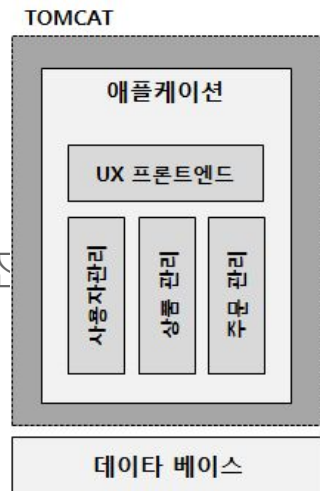 TOMCAT
애플케이션
UX 프론트엔드
사용자관리
상품 관리
주문 관리
데이타 베이스